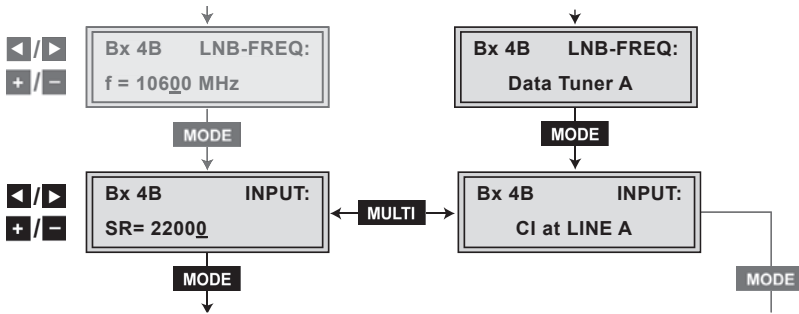 ◄/► Bx 4B LNB-FREQ:
+/− f = 10600 MHz
Bx 4B LNB-FREQ:
Data Tuner A
MODE
MODE
◄/► Bx 4B INPUT:
+/− SR= 22000
MULTI
Bx 4B INPUT:
CI at LINE A
MODE
MODE